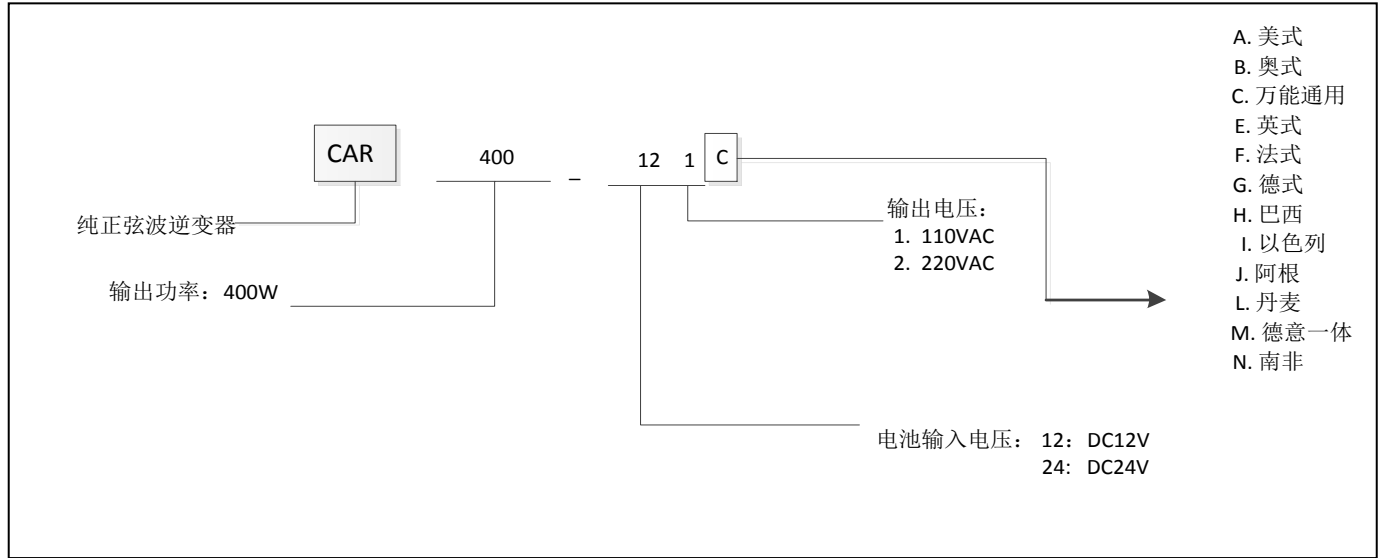 CAR
400
–
12 1 C
纯正弦波逆变器
输出功率：400W
输出电压：
1. 110VAC
2. 220VAC
电池输入电压： 12： DC12V
24: DC24V
A. 美式
B. 奥式
C. 万能通用
E. 英式
F. 法式
G. 德式
H. 巴西
I. 以色列
J. 阿根
L. 丹麦
M. 德意一体
N. 南非